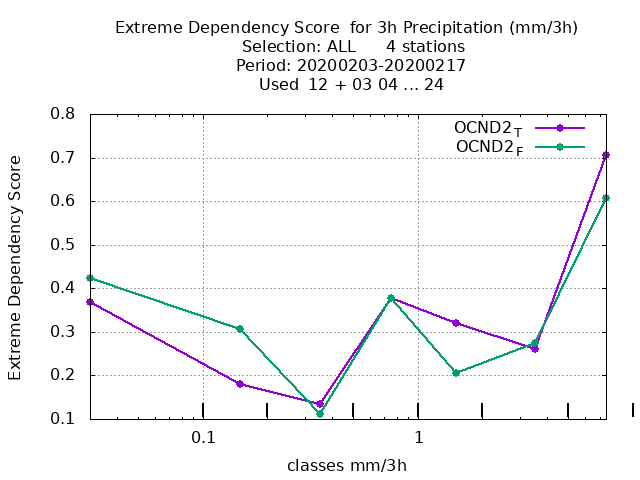 Extreme Dependency Score  for 3h Precipitation (mm/3h)
Selection: ALL      4 stations
Period: 20200203-20200217
Used  12 + 03 04 ... 24
OCND2T
OCND2F
Extreme Dependency Score
0.8
0.7
0.6
0.5
0.4
0.3
0.2
0.1
0.1 1
classes mm/3h